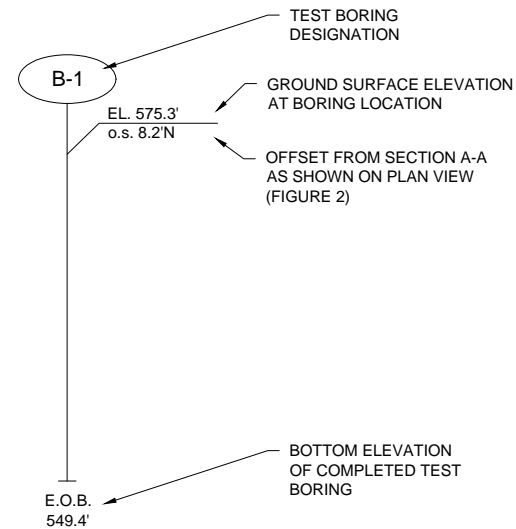 TEST BORING
DESIGNATION
B-1
GROUND SURFACE ELEVATION
AT BORING LOCATION
EL. 575.3'
o.s. 8.2'N
OFFSET FROM SECTION A-A
AS SHOWN ON PLAN VIEW
(FIGURE 2)
BOTTOM ELEVATION
OF COMPLETED TEST
BORING
E.O.B.
549.4'